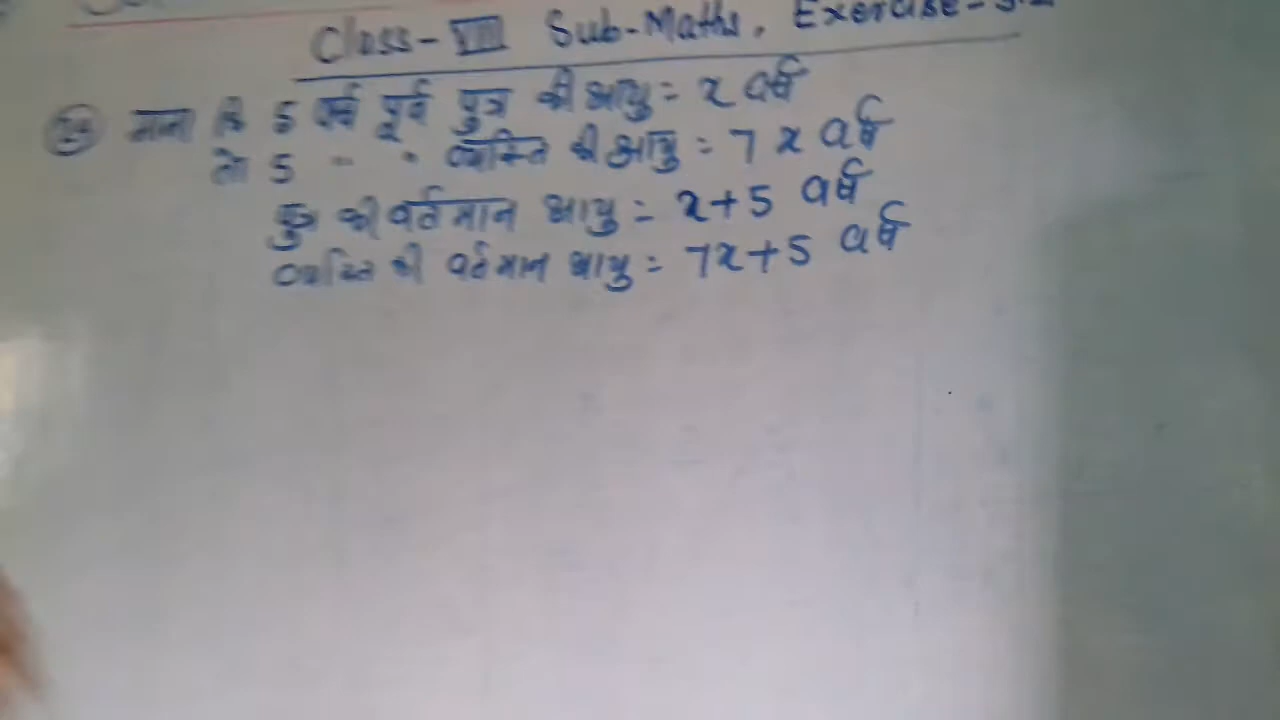 Class-VIII Sub-Maths, Exercise-
माना कि 5 वर्ष पूर्व पुत्र की आयु = x वर्ष
तो 5 " " व्यक्ति की आयु = 7x वर्ष
पुत्र की वर्तमान आयु = x+5 वर्ष
व्यक्ति की वर्तमान आयु = 7x+5 वर्ष